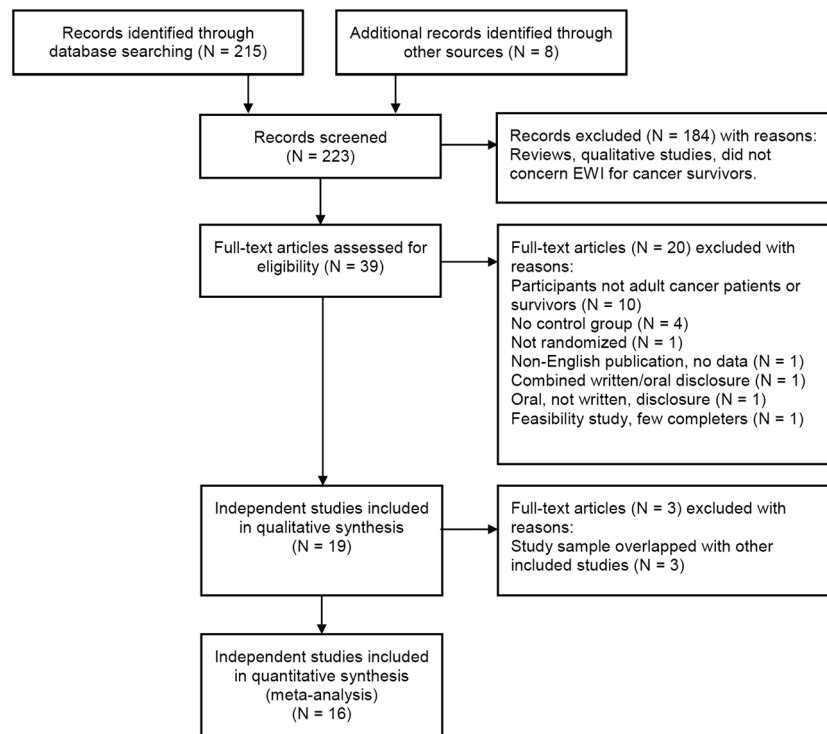 Records identified through
database searching (N = 215)
Additional records identified through
other sources (N = 8)
Records screened
(N = 223)
Records excluded (N = 184) with reasons:
Reviews, qualitative studies, did not
concern EWI for cancer survivors.
Full-text articles assessed for
eligibility (N = 39)
Full-text articles (N = 20) excluded with
reasons:
Participants not adult cancer patients or
survivors (N = 10)
No control group (N = 4)
Not randomized (N = 1)
Non-English publication, no data (N = 1)
Combined written/oral disclosure (N = 1)
Oral, not written, disclosure (N = 1)
Feasibility study, few completers (N = 1)
Independent studies included
in qualitative synthesis
(N = 19)
Full-text articles (N = 3) excluded with
reasons:
Study sample overlapped with other
included studies (N = 3)
Independent studies included
in quantitative synthesis
(meta-analysis)
(N = 16)